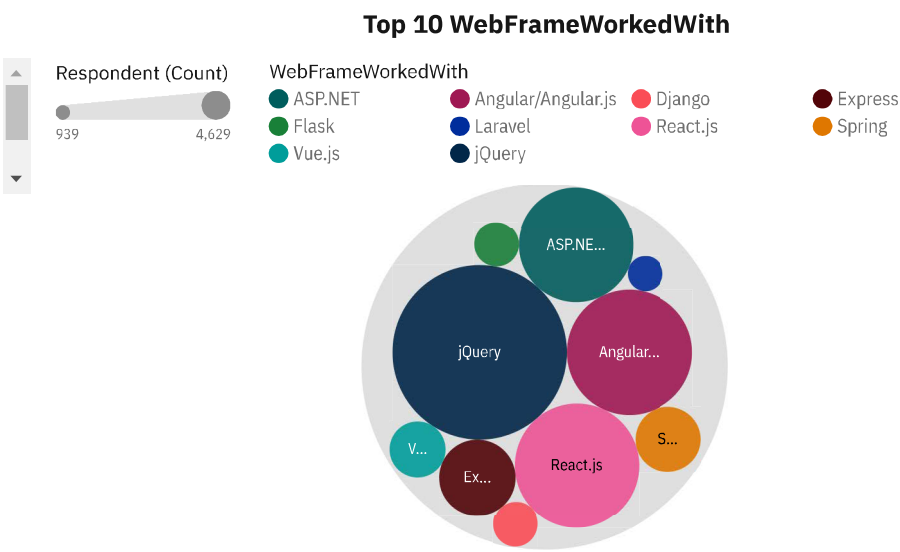 Top 10 WebFrameWorkedWith
Respondent (Count)
939 4,629
WebFrameWorkedWith
ASP.NET Angular/Angular.js Django Express
Flask Laravel React.js Spring
Vue.js jQuery
ASP.NE...
jQuery Angular...
V... Ex... React.js S...